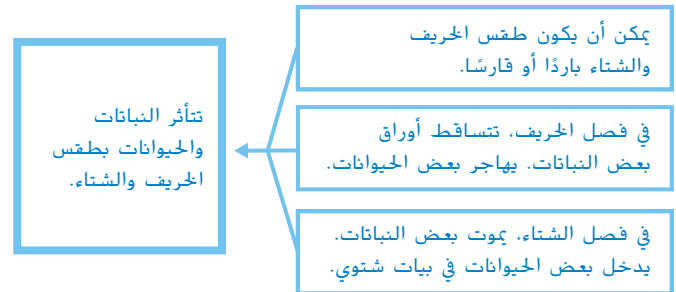 يمكن أن يكون طقس الخريف
والشتاء باردًا أو قارسًا.
في فصل الخريف، تتساقط أوراق
بعض النباتات. يهاجر بعض الحيوانات.
في فصل الشتاء، يموت بعض النباتات.
يدخل بعض الحيوانات في بيات شتوي.
تتأثر النباتات
والحيوانات بطقس
الخريف والشتاء.